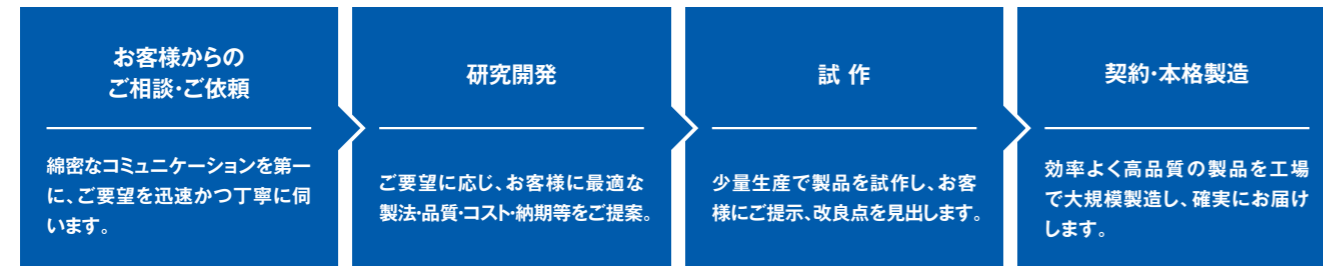 お客様からの
ご相談・ご依頼
綿密なコミュニケーションを第一
に、ご要望を迅速かつ丁寧に伺
います。
研究開発
ご要望に応じ、お客様に最適な
製法・品質・コスト・納期等をご提案。
試 作
少量生産で製品を試作し、お客
様にご提示、改良点を見出します。
契約・本格製造
効率よく高品質の製品を工場
で大規模製造し、確実にお届け
します。